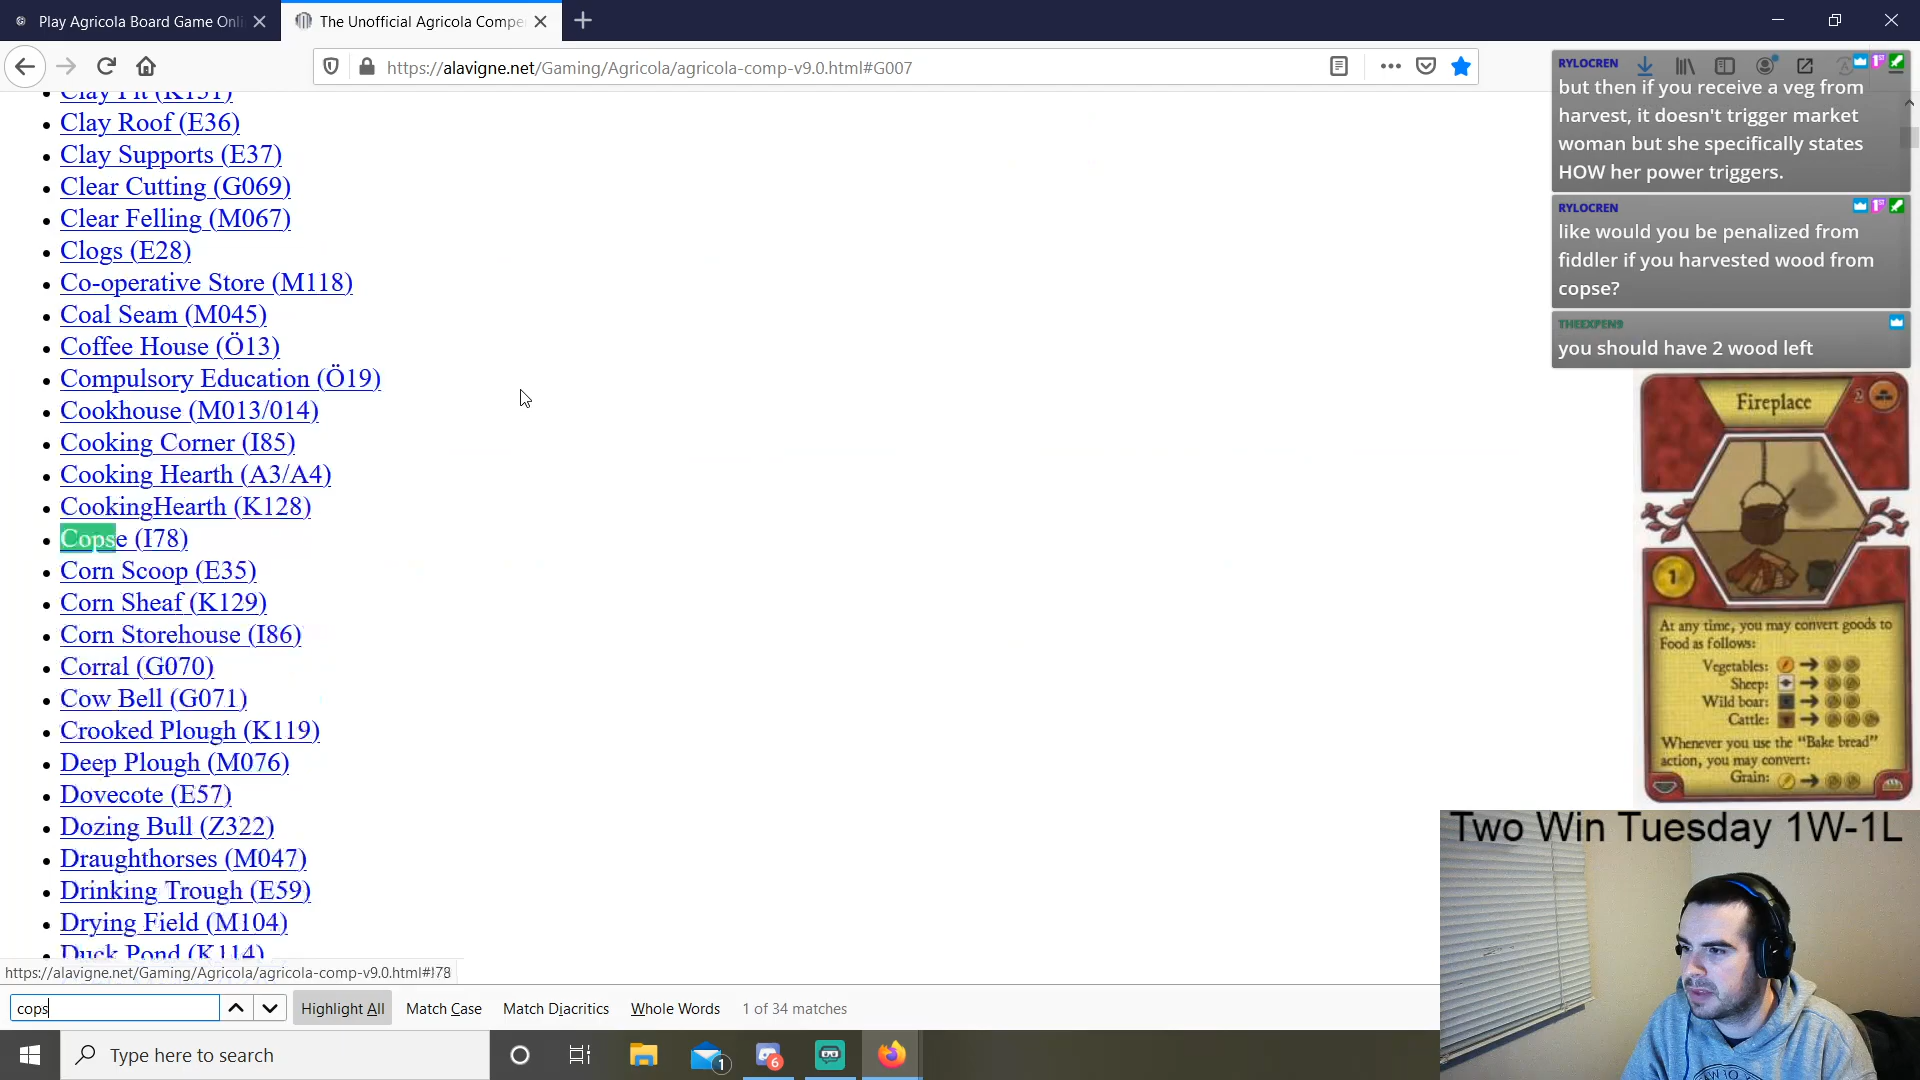 Play Agricola Board Game Onli
The Unofficial Agricola Compe
https://alavigne.net/Gaming/Agricola/agricola-comp-v9.0.html#G007
Clay Pit (K151)
Clay Roof (E36)
Clay Supports (E37)
Clear Cutting (G069)
Clear Felling (M067)
Clogs (E28)
Co-operative Store (M118)
Coal Seam (M045)
Coffee House (Ö13)
Compulsory Education (Ö19)
Cookhouse (M013/014)
Cooking Corner (I85)
Cooking Hearth (A3/A4)
CookingHearth (K128)
Copse (I78)
Corn Scoop (E35)
Corn Sheaf (K129)
Corn Storehouse (I86)
Corral (G070)
Cow Bell (G071)
Crooked Plough (K119)
Deep Plough (M076)
Dovecote (E57)
Dozing Bull (Z322)
Draughthorses (M047)
Drinking Trough (E59)
Drying Field (M104)
Duck Pond (K114)
https://alavigne.net/Gaming/Agricola/agricola-comp-v9.0.html#I78
cops
Highlight All
Match Case
Match Diacritics
Whole Words
1 of 34 matches
Type here to search
1
6
RYLOCREN
but then if you receive a veg from
harvest, it doesn't trigger market
woman but she specifically states
HOW her power triggers.
RYLOCREN
like would you be penalized from
fiddler if you harvested wood from
copse?
THEEXPEN9
you should have 2 wood left
Fireplace
2
1
At any time, you may convert goods to
Food as follows:
Vegetables:
Sheep:
Wild boar:
Cattle:
Whenever you use the "Bake bread"
action, you may convert:
Grain:
Two Win Tuesday 1W-1L